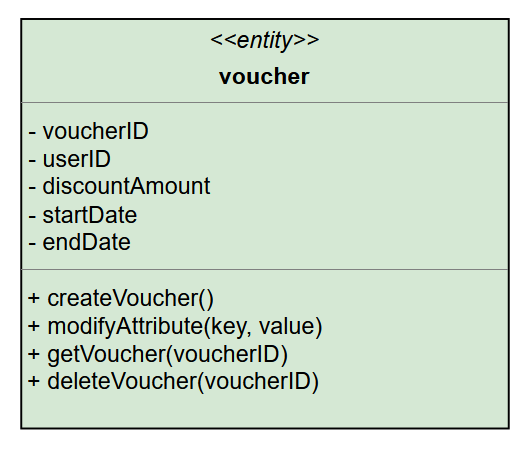 <<entity>>
voucher
- voucherID
- userID
- discountAmount
- startDate
- endDate
+ createVoucher()
+ modifyAttribute(key, value)
+ getVoucher(voucherID)
+ deleteVoucher(voucherID)